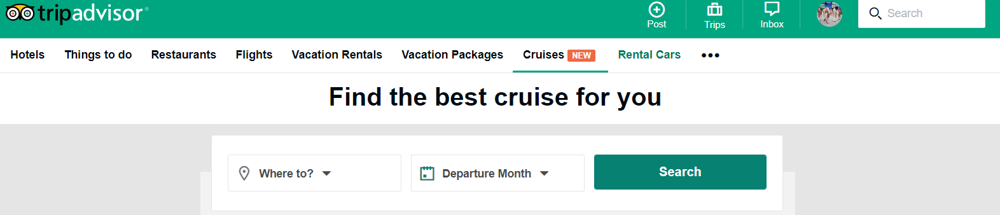 tripadvisor®
Post
Trips
Inbox
Search
Hotels Things to do Restaurants Flights Vacation Rentals Vacation Packages Cruises NEW Rental Cars •••
Find the best cruise for you
Where to? Departure Month Search